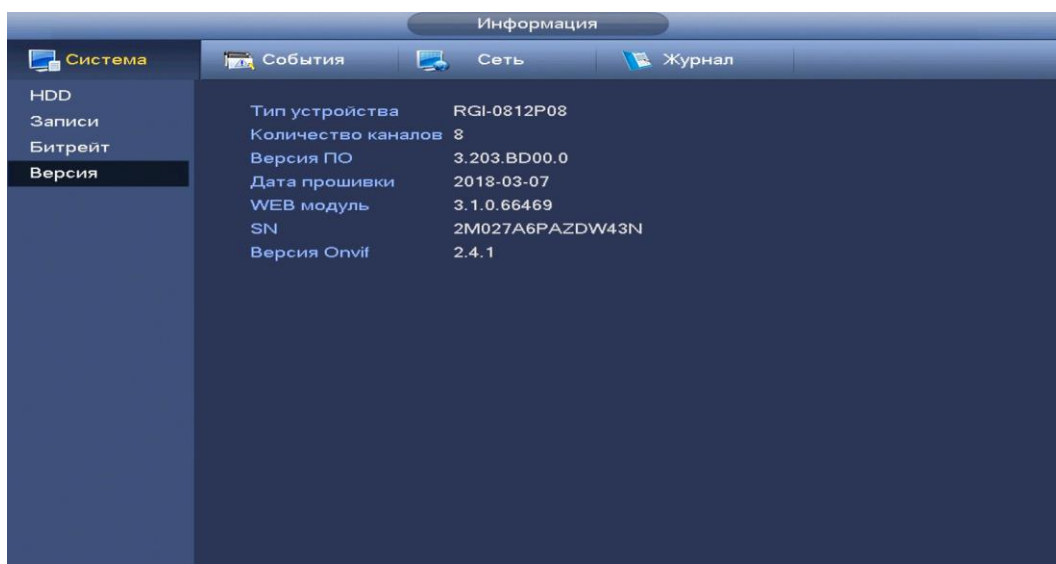 Информация
Система События Сеть Журнал
HDD
Записи
Битрейт
Версия
Тип устройства RGI-0812P08
Количество каналов 8
Версия ПО 3.203.BD00.0
Дата прошивки 2018-03-07
WEB модуль 3.1.0.66469
SN 2M027A6PAZDW43N
Версия Onvif 2.4.1